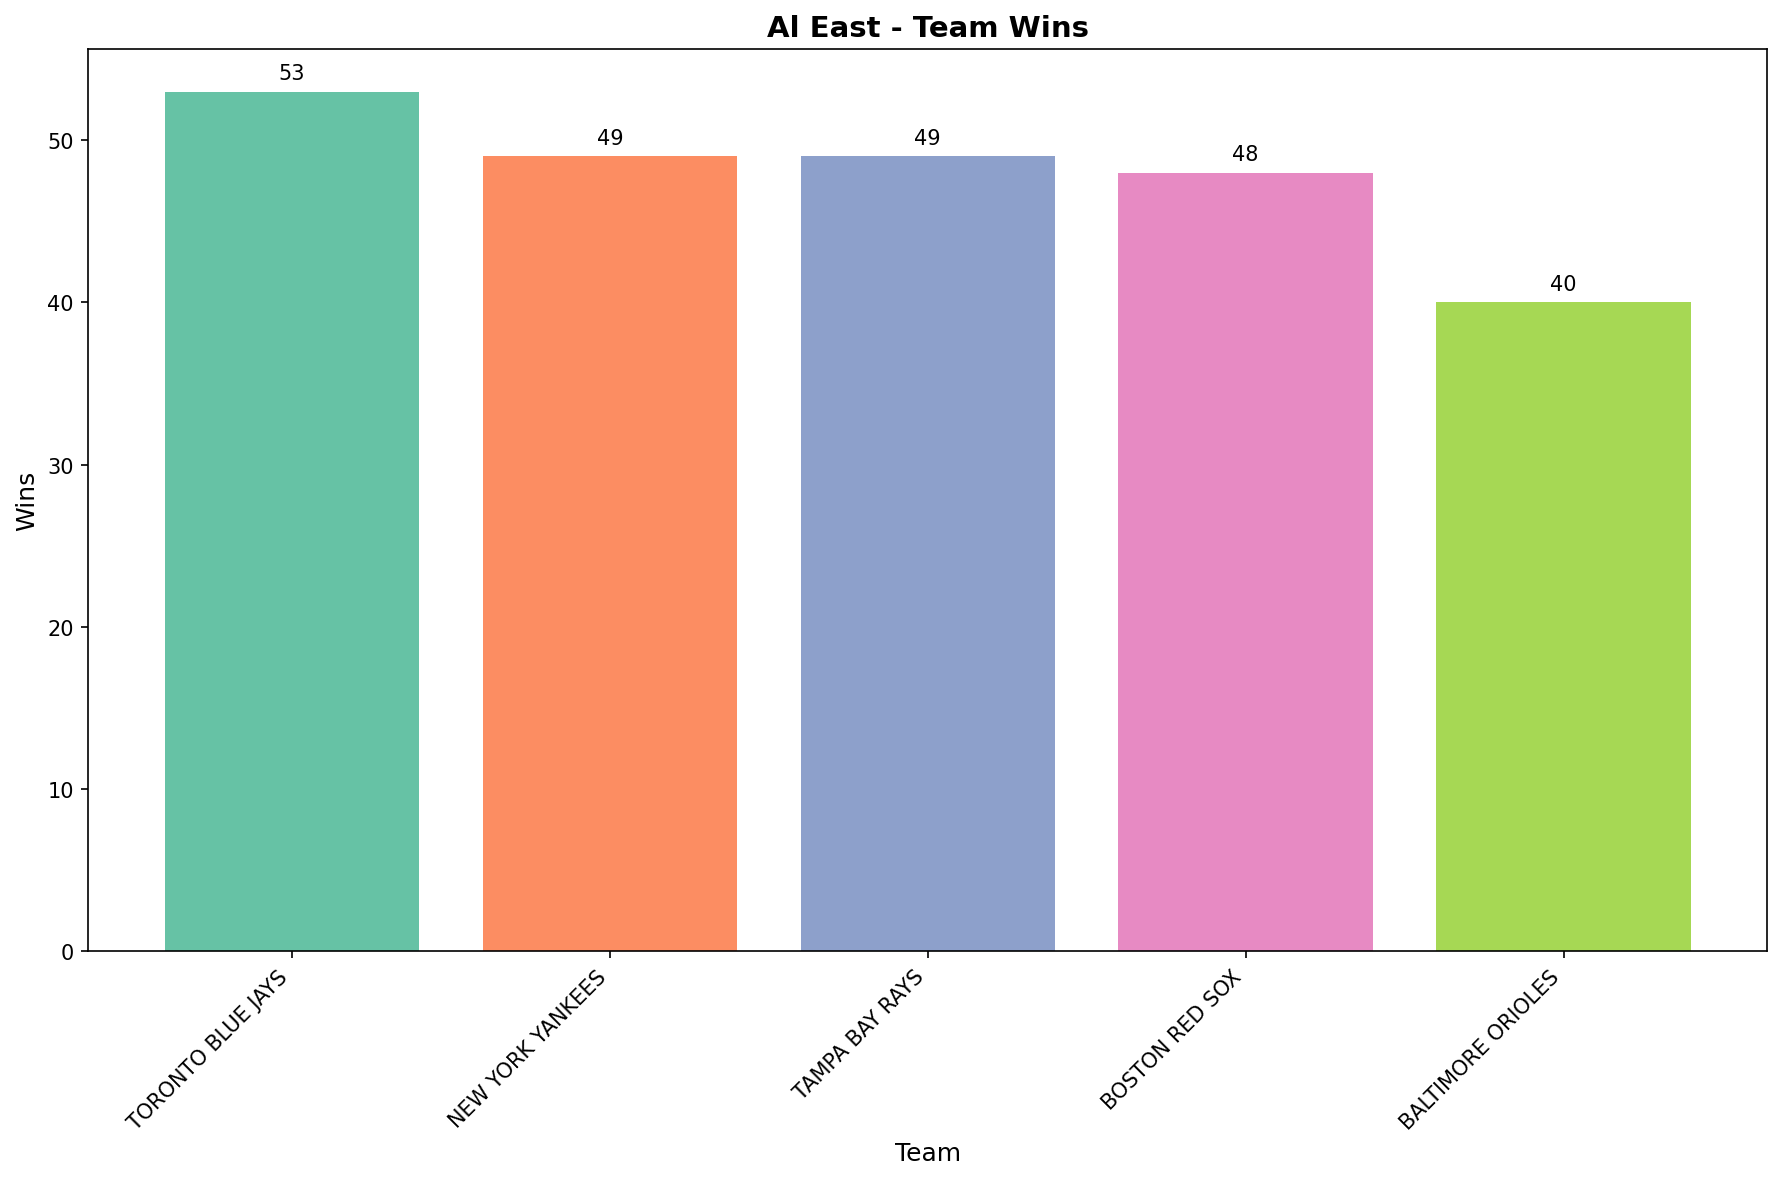 Al East - Team Wins
53
49
49
48
40
50
40
30
20
10
0
Wins
TORONTO BLUE JAYS
NEW YORK YANKEES
TAMPA BAY RAYS
BOSTON RED SOX
BALTIMORE ORIOLES
Team